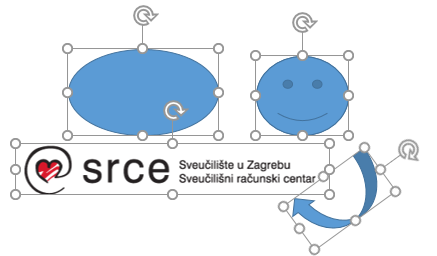 srce
Sveučilište u Zagrebu
Sveučilišni računski centar